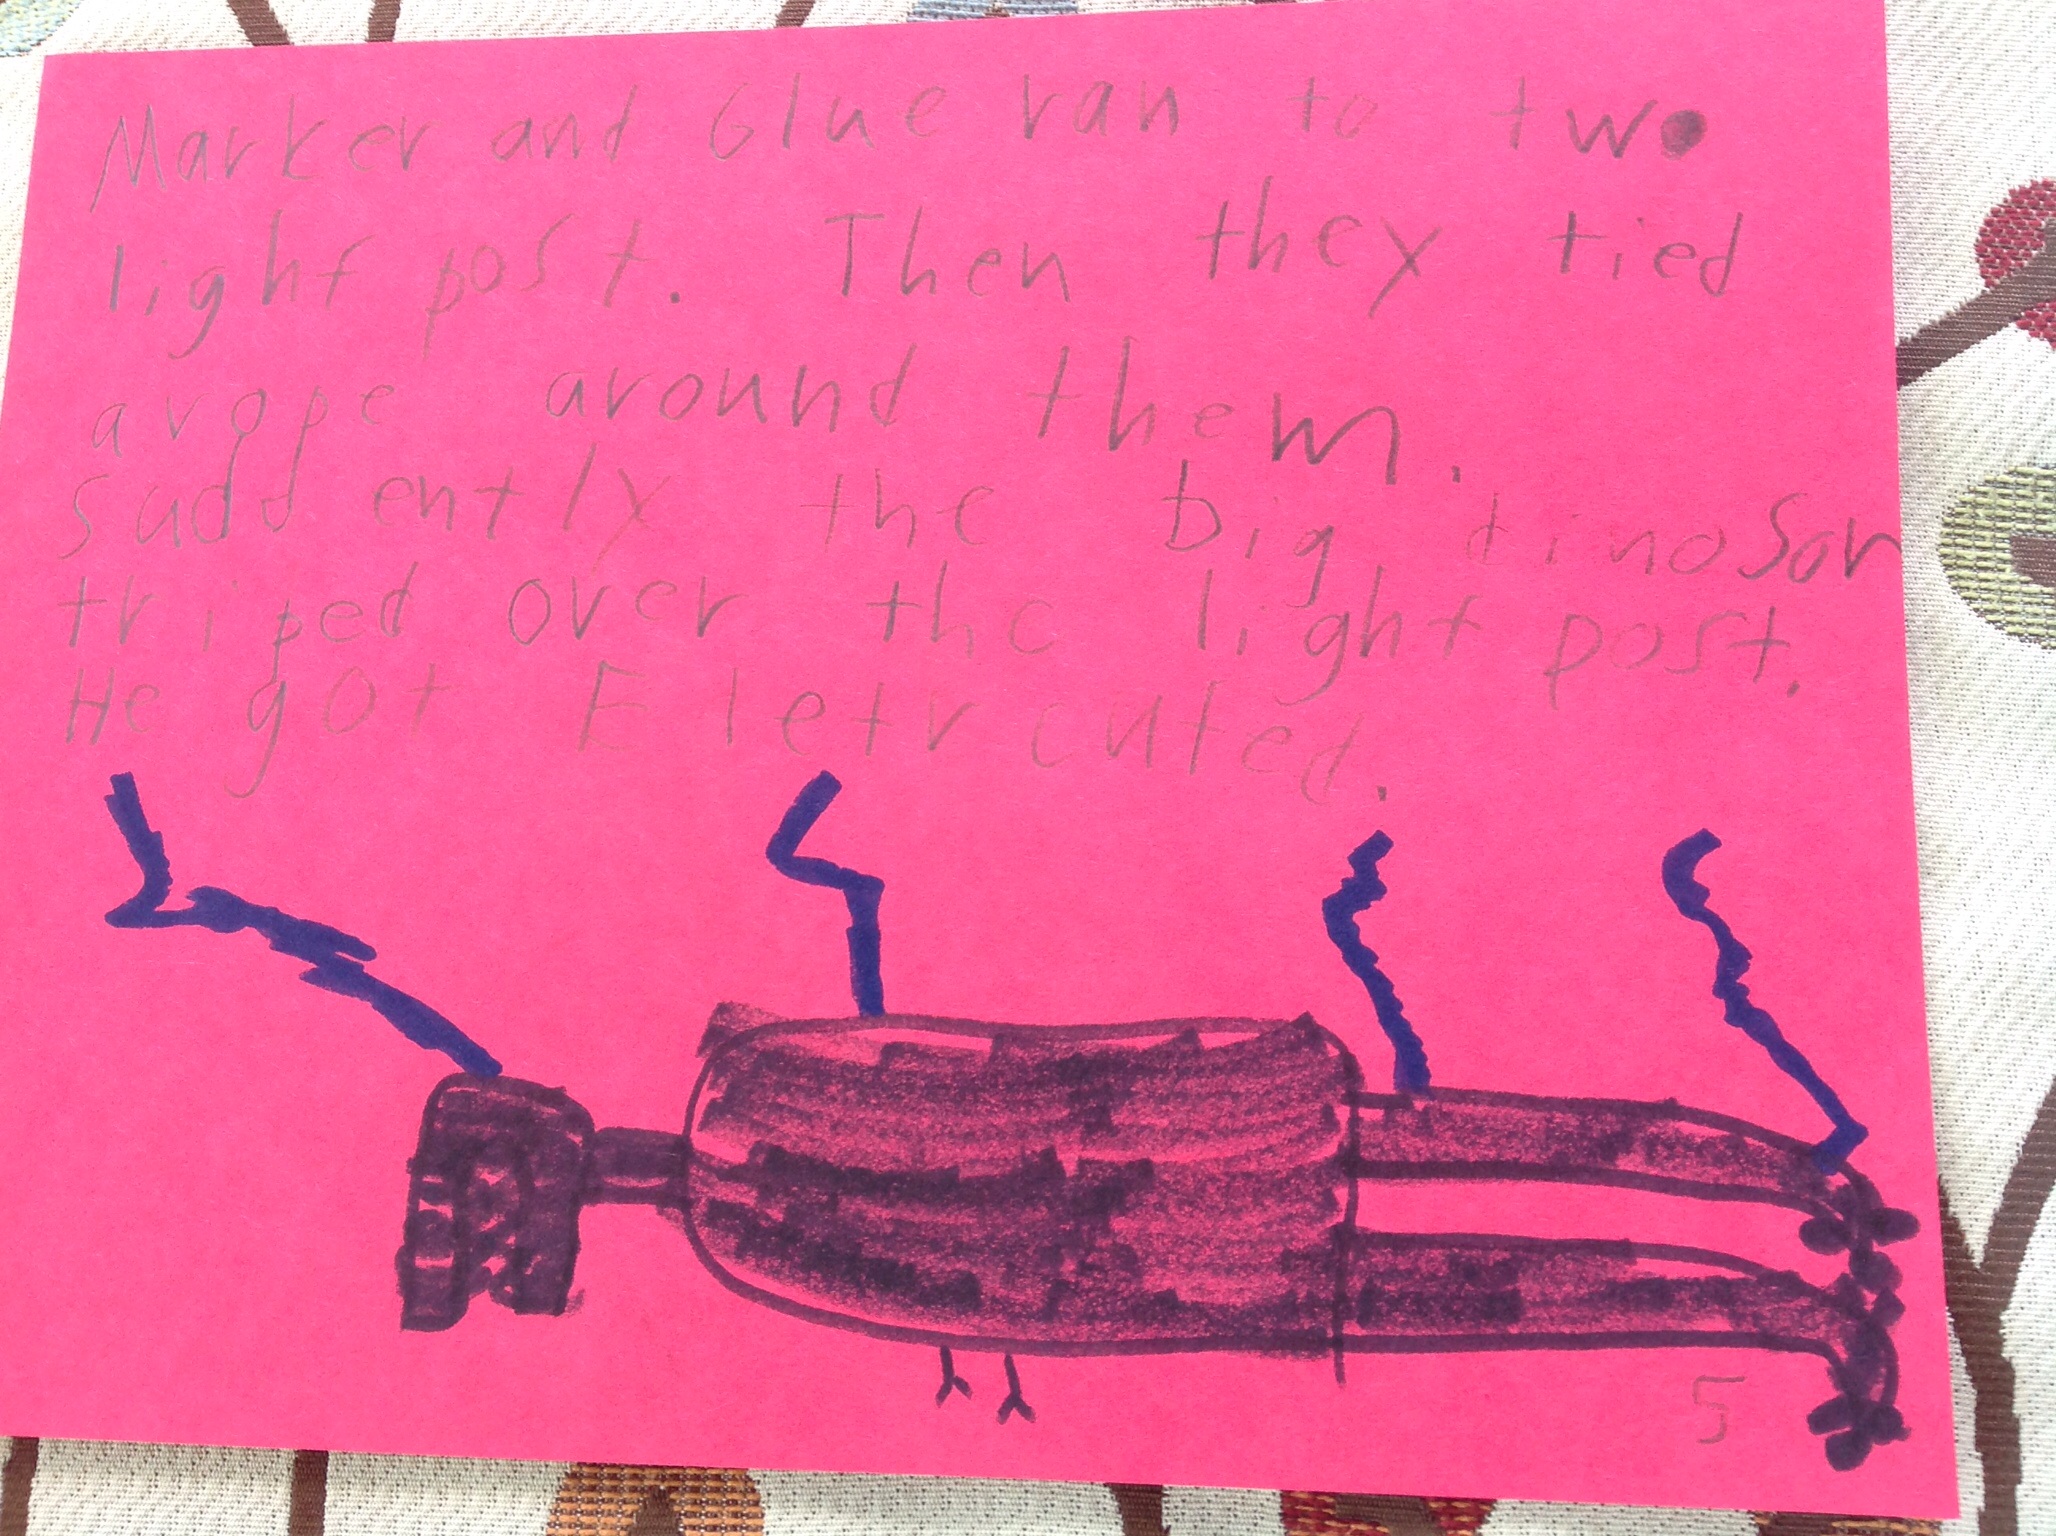 Marker and Glue ran to two
light post. Then they tied
a rope around them.
Suddently the big dinosor
triped over the light post.
He got Eletrcuted.
5